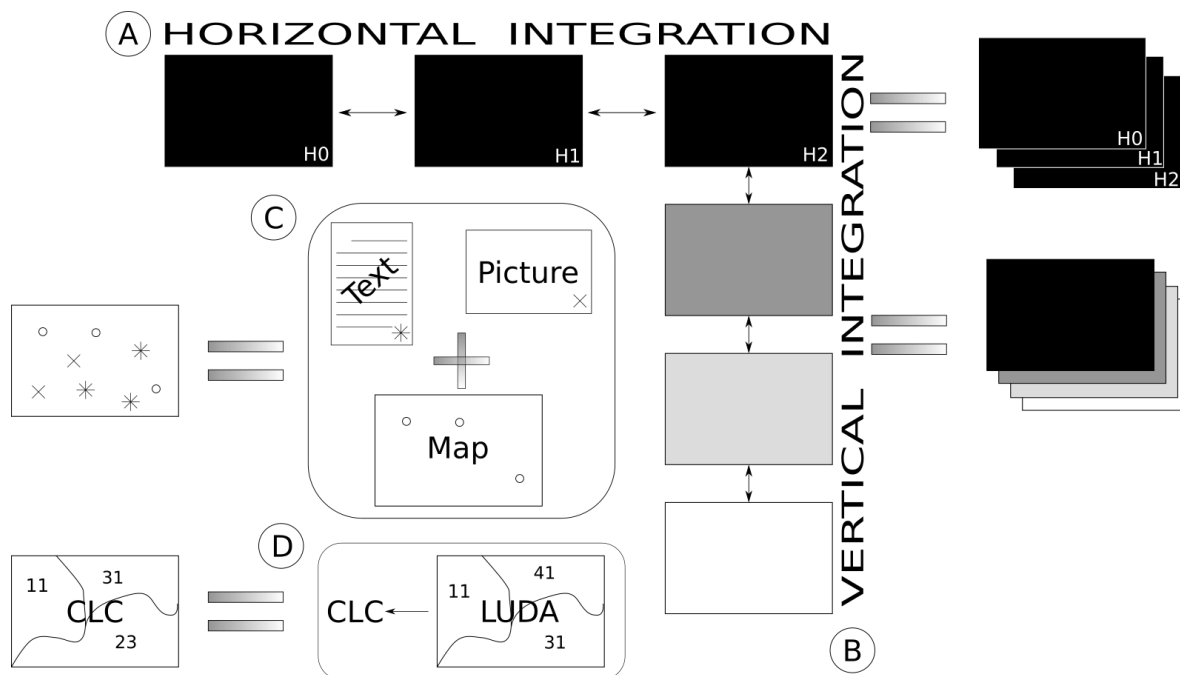 A HORIZONTAL INTEGRATION
H0
H1
H2
H0
H1
H2
VERTICAL INTEGRATION
B
C
Text
Picture
Map
D
11
31
CLC
23
CLC
41
11
LUDA
31